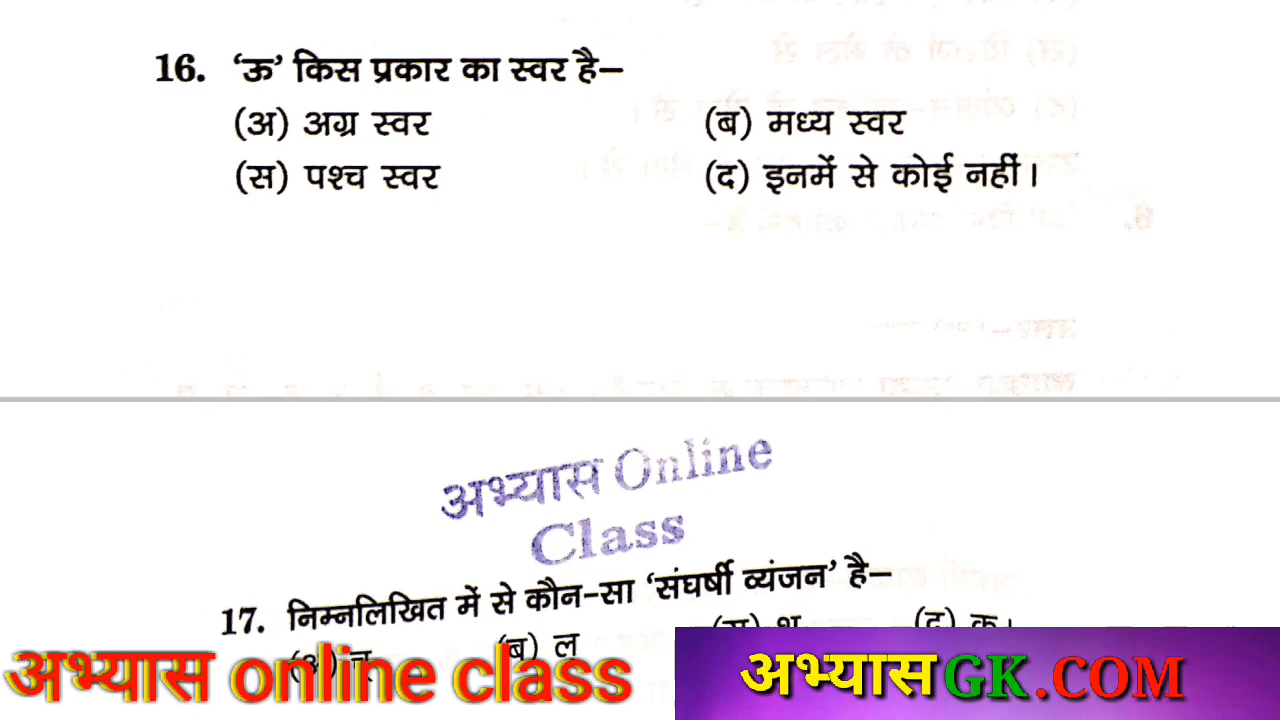 16. ‘ऊ’ किस प्रकार का स्वर है–
(अ) अग्र स्वर (ब) मध्य स्वर
(स) पश्च स्वर (द) इनमें से कोई नहीं।
अभ्यास Online
Class
17. निम्नलिखित में से कौन-सा ‘संघर्षी व्यंजन’ है–
(ब) ल (द)
अभ्यास online class
अभ्यासGK.COM